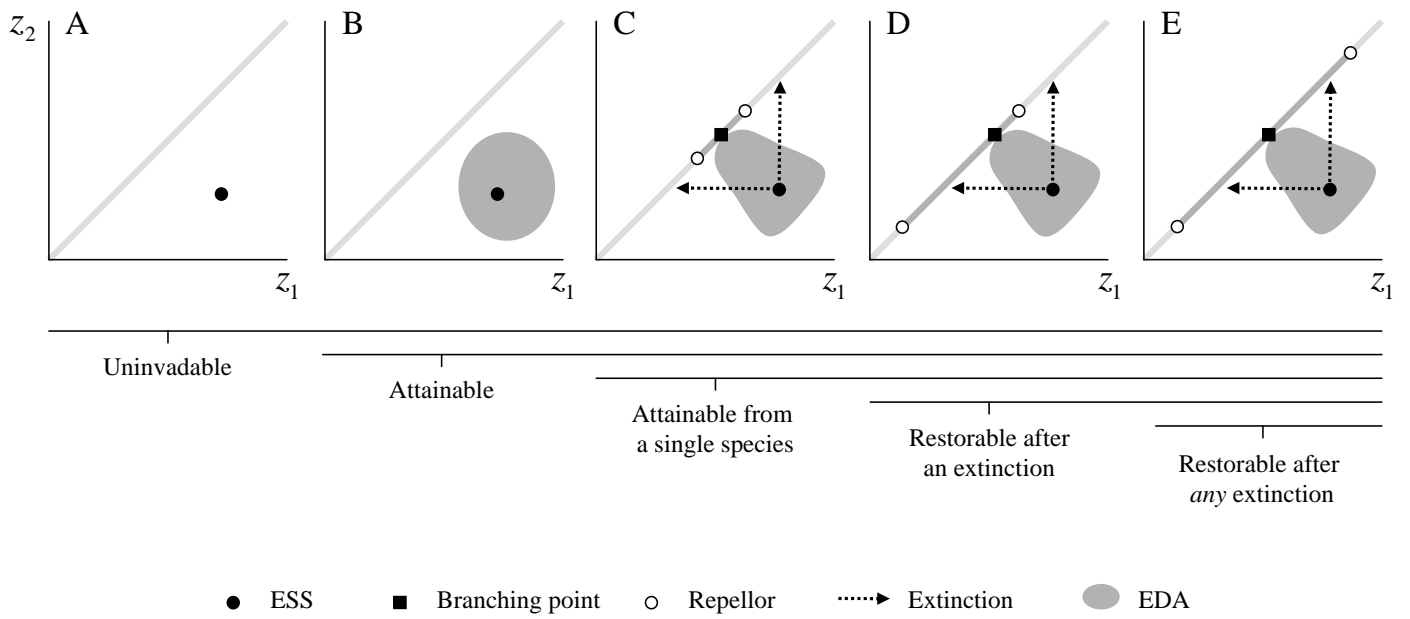 z2 A B C D E
z1 z1 z1 z1 z1
Uninvadable
Attainable
Attainable from
a single species
Restorable after
an extinction
Restorable after
any extinction
ESS Branching point Repellor Extinction EDA